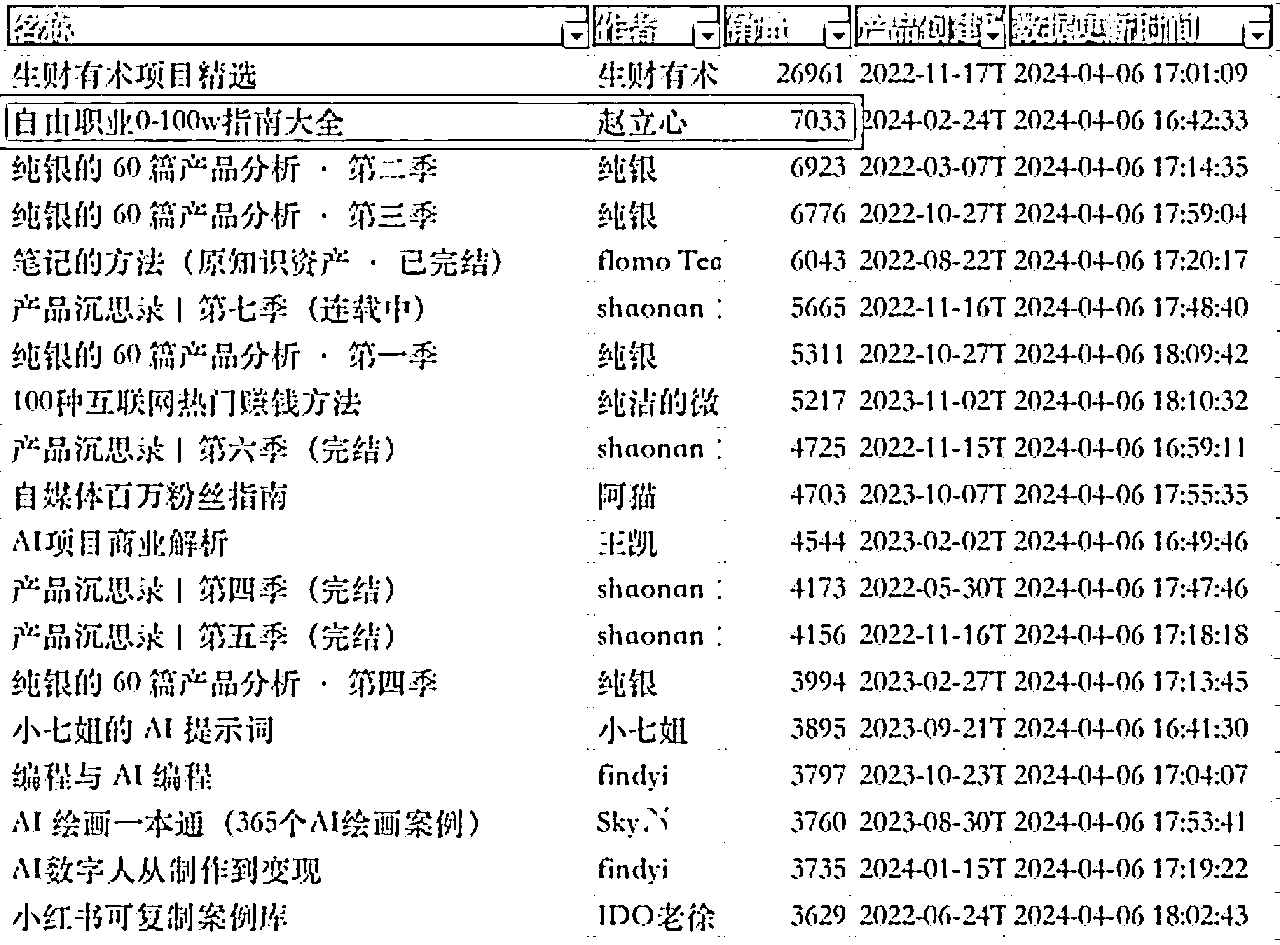 名称 作者 销量 产品创建时 数据更新时间
生财有术项目精选 生财有术 26961 2022-11-17T 2024-04-06 17:01:09
自由职业0-100w指南大全 赵立心 7033 2024-02-24T 2024-04-06 16:42:33
纯银的 60 篇产品分析 · 第二季 纯银 6923 2022-03-07T 2024-04-06 17:14:35
纯银的 60 篇产品分析 · 第三季 纯银 6776 2022-10-27T 2024-04-06 17:59:04
笔记的方法（原知识资产 · 已完结） flomo Tea 6043 2022-08-22T 2024-04-06 17:20:17
产品沉思录 | 第七季（连载中） shaonan 5665 2022-11-16T 2024-04-06 17:48:40
纯银的 60 篇产品分析 · 第一季 纯银 5311 2022-10-27T 2024-04-06 18:09:42
100种互联网热门赚钱方法 纯洁的微 5217 2023-11-02T 2024-04-06 18:10:32
产品沉思录 | 第六季（完结） shaonan 4725 2022-11-15T 2024-04-06 16:59:11
自媒体百万粉丝指南 阿猫 4703 2023-10-07T 2024-04-06 17:55:35
AI项目商业解析 王凯 4544 2023-02-02T 2024-04-06 16:49:46
产品沉思录 | 第四季（完结） shaonan 4173 2022-05-30T 2024-04-06 17:47:46
产品沉思录 | 第五季（完结） shaonan 4156 2022-11-16T 2024-04-06 17:18:18
纯银的 60 篇产品分析 · 第四季 纯银 3994 2023-02-27T 2024-04-06 17:13:45
小七姐的 AI 提示词 小七姐 3895 2023-09-21T 2024-04-06 16:41:30
编程与 AI 编程 findyi 3797 2023-10-23T 2024-04-06 17:04:07
AI 绘画一本通（365个AI绘画案例） Sky 3760 2023-08-30T 2024-04-06 17:53:41
AI数字人从制作到变现 findyi 3735 2024-01-15T 2024-04-06 17:19:22
小红书可复制案例库 IDO老徐 3629 2022-06-24T 2024-04-06 18:02:43